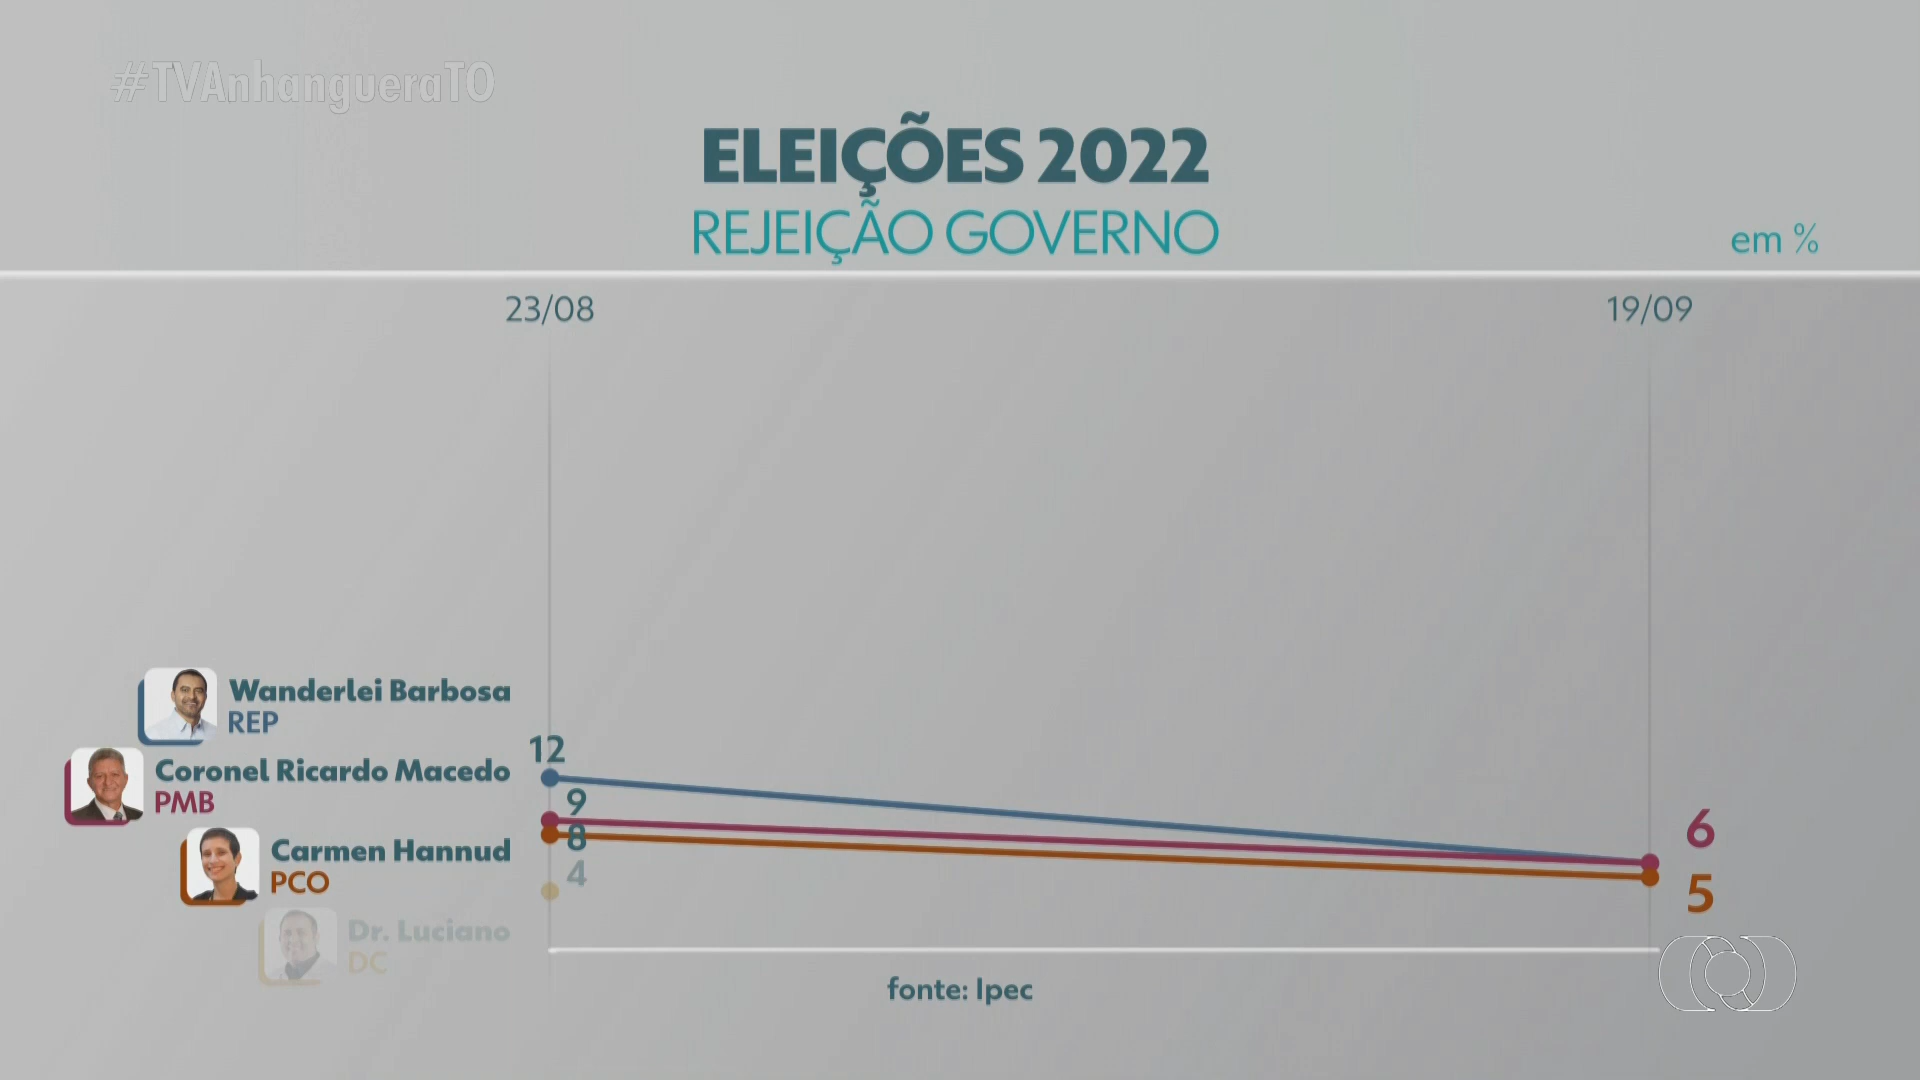 #TVAnhangueraTO
ELEIÇÕES 2022
REJEIÇÃO GOVERNO
em %
23/08
19/09
Wanderlei Barbosa
REP
12
Coronel Ricardo Macedo
PMB
9
6
Carmen Hannud
PCO
8
5
4
Dr. Luciano
DC
fonte: Ipec